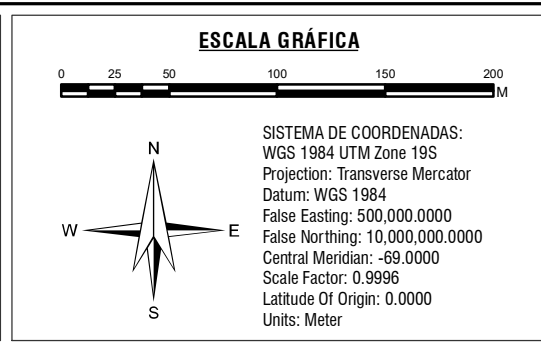 ESCALA GRÁFICA
0 25 50 100 150 200
M
SISTEMA DE COORDENADAS:
WGS 1984 UTM Zone 19S
Projection: Transverse Mercator
Datum: WGS 1984
False Easting: 500,000.0000
False Northing: 10,000,000.0000
Central Meridian: -69.0000
Scale Factor: 0.9996
Latitude Of Origin: 0.0000
Units: Meter
N
W E
S